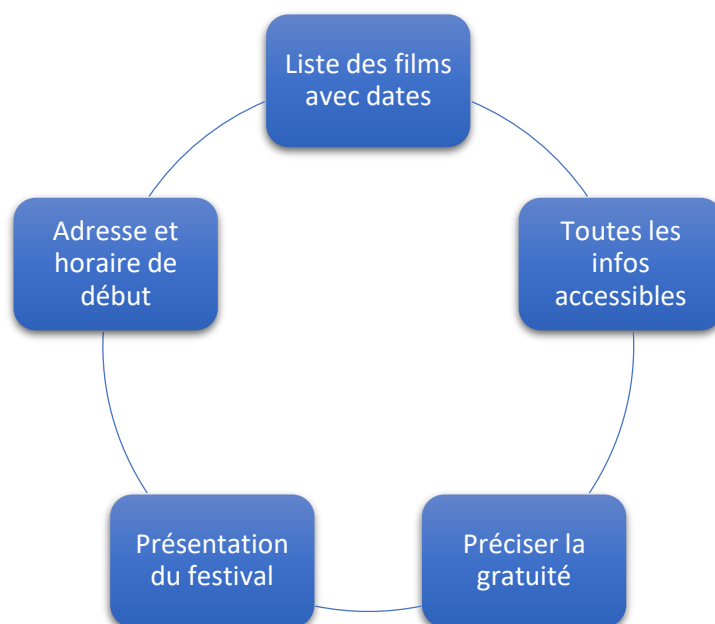 Liste des films
avec dates
Toutes les
infos
accessibles
Préciser la
gratuité
Présentation
du festival
Adresse et
horaire de
début